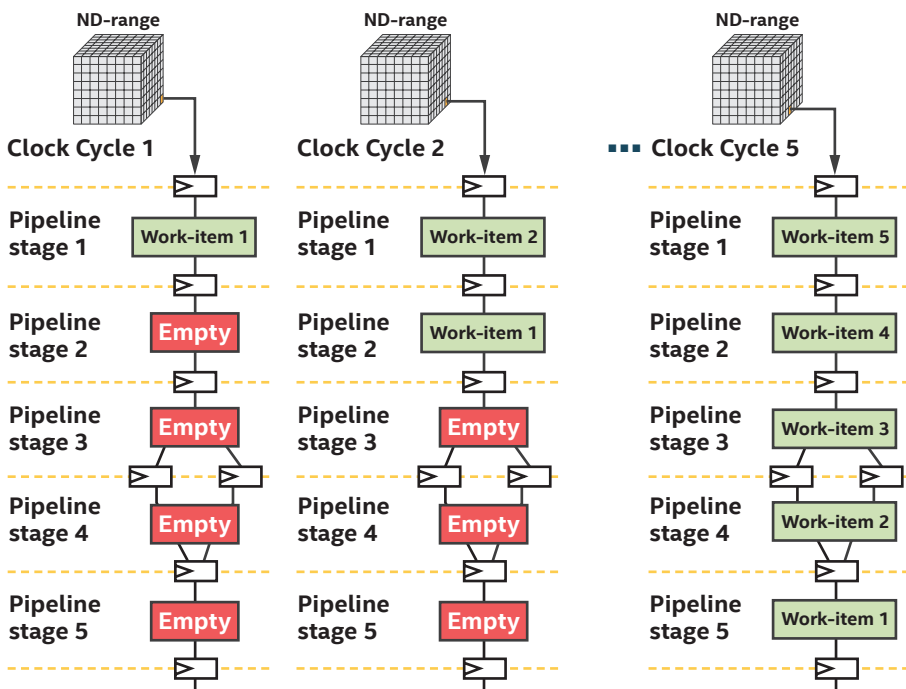 ND-range
ND-range
ND-range
Clock Cycle 1
Clock Cycle 2
Clock Cycle 5
Pipeline
stage 1
Work-item 1
Pipeline
stage 1
Work-item 2
Pipeline
stage 1
Work-item 5
Pipeline
stage 2
Empty
Pipeline
stage 2
Work-item 1
Pipeline
stage 2
Work-item 4
Pipeline
stage 3
Empty
Pipeline
stage 3
Empty
Pipeline
stage 3
Work-item 3
Pipeline
stage 4
Empty
Pipeline
stage 4
Empty
Pipeline
stage 4
Work-item 2
Pipeline
stage 5
Empty
Pipeline
stage 5
Empty
Pipeline
stage 5
Work-item 1